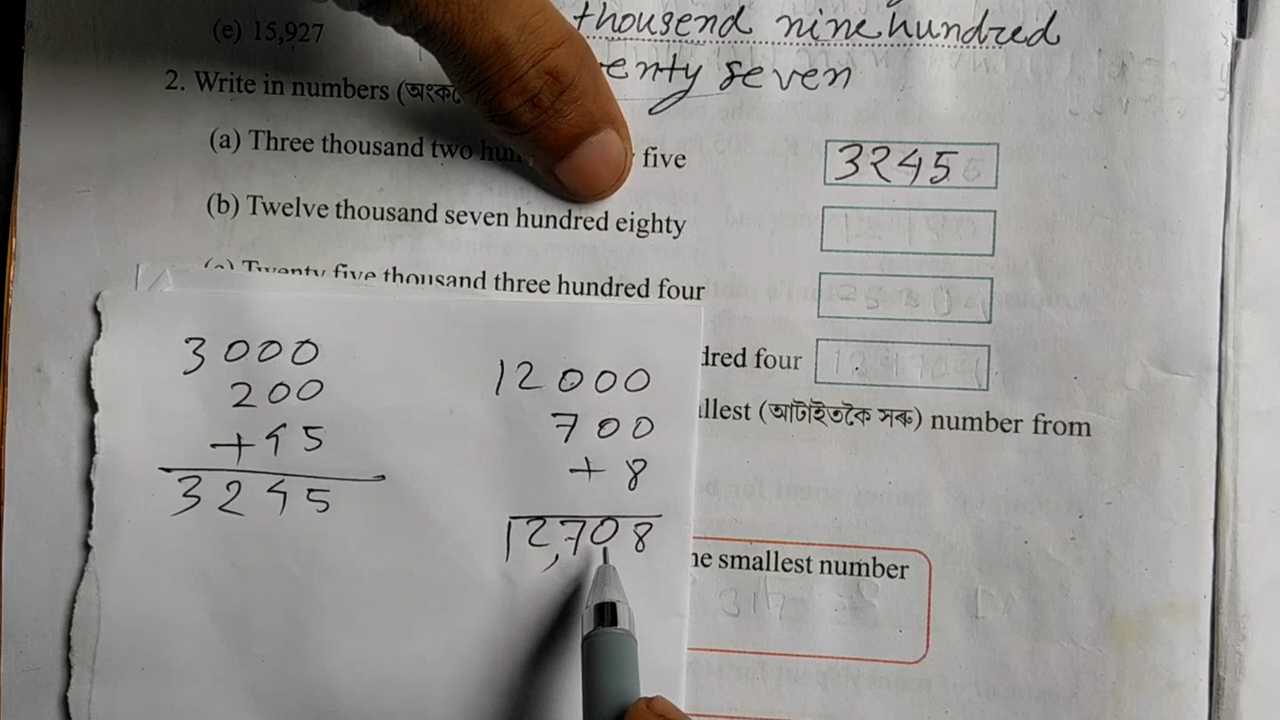 thousend nine hundred
(e) 15,927
enty seven
2. Write in numbers (অংকত
(a) Three thousand two hun five 3245
(b) Twelve thousand seven hundred eighty
(c) Twenty five thousand three hundred four
dred four
llest (আটাইতকৈ সৰু) number from
he smallest number
3000
200
+45
3245
12000
700
+8
12,708